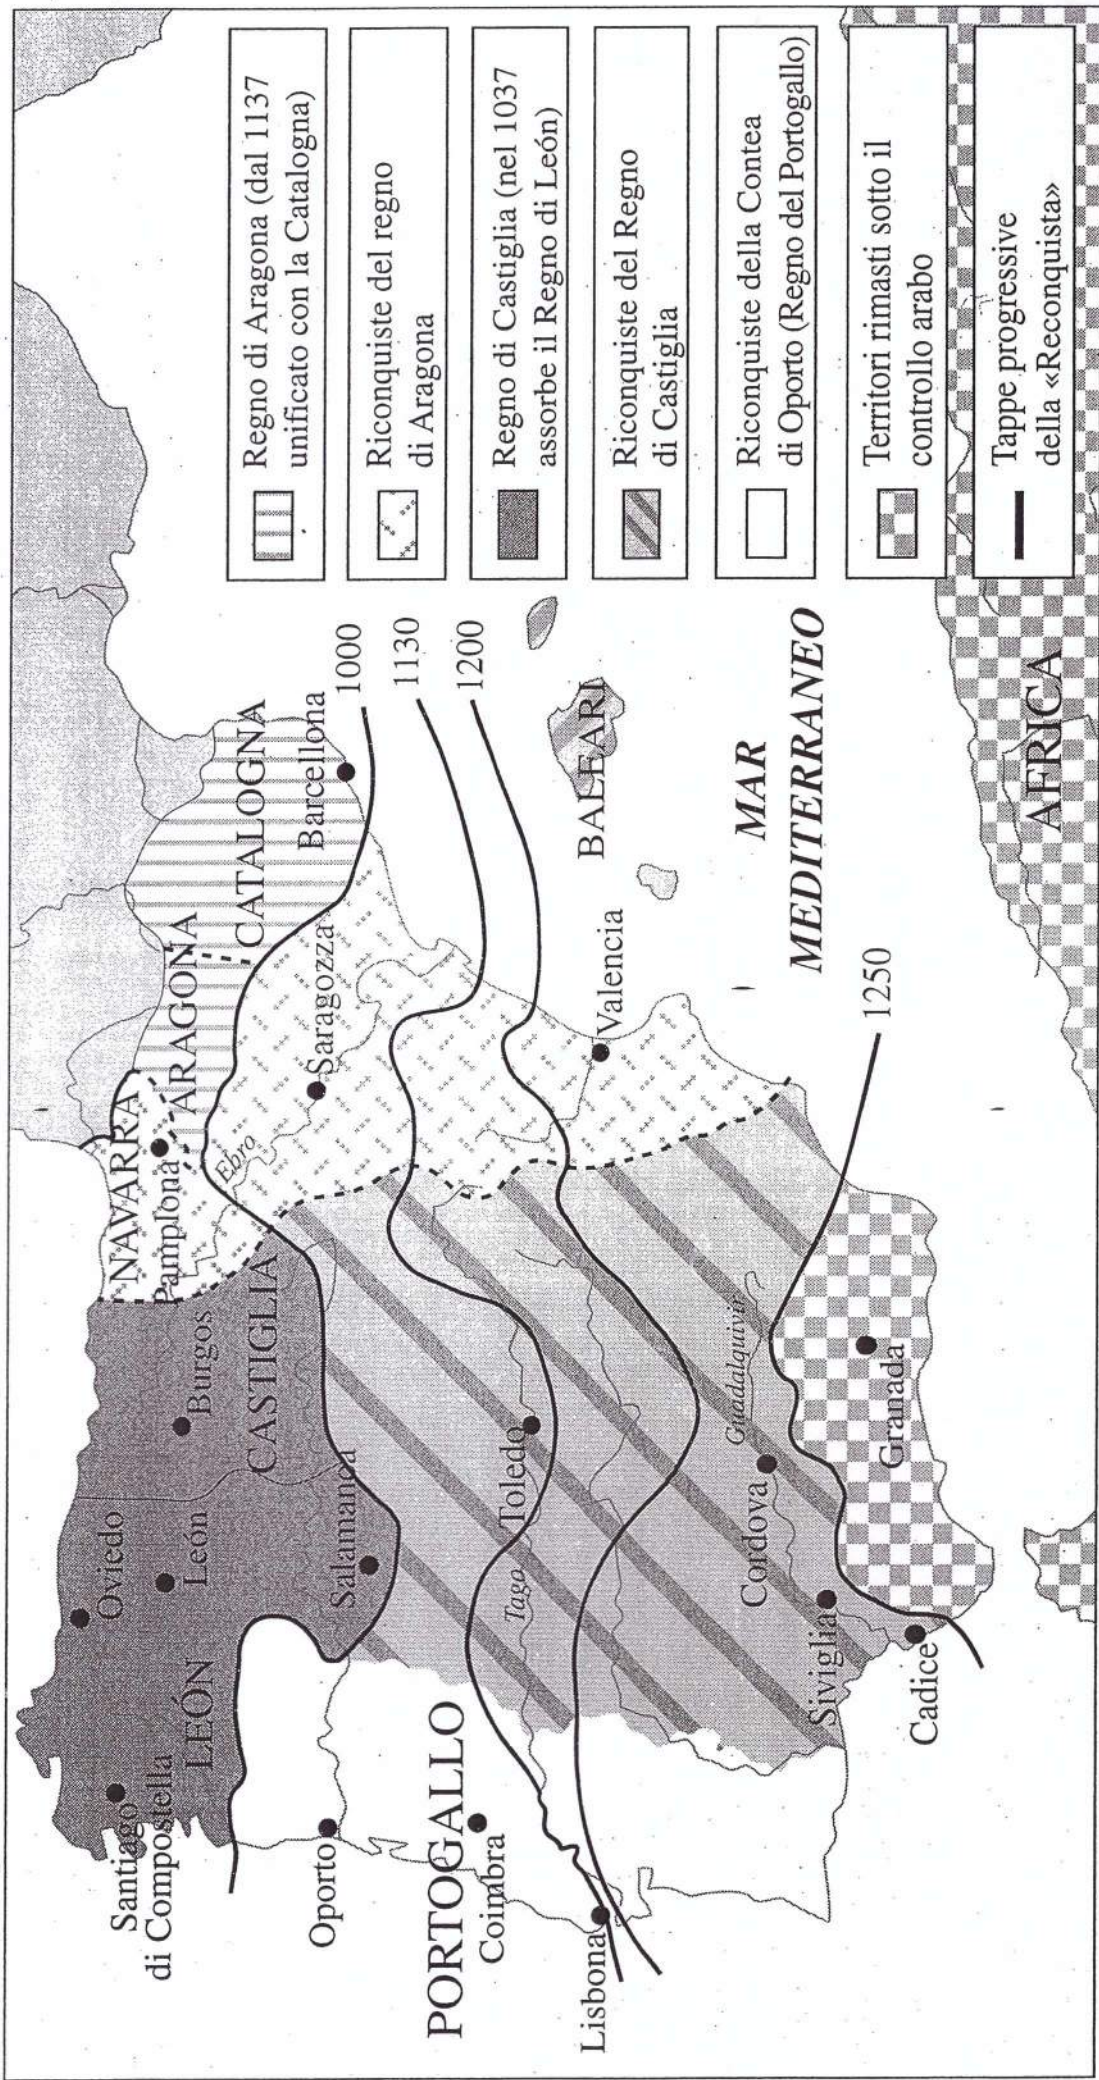 Regno di Aragona (dal 1137
unificato con la Catalogna)
Riconquiste del regno
di Aragona
Regno di Castiglia (nel 1037
assorbe il Regno di León)
Riconquiste del Regno
di Castiglia
Riconquiste della Contea
di Oporto (Regno del Portogallo)
Territori rimasti sotto il
controllo arabo
Tappe progressive
della «Reconquista»
Santiago
di Compostella
Oviedo
León
LEÓN
Burgos
CASTIGLIA
Salamanca
NAVARRA
Pamplona
ARAGONA
CATALOGNA
Barcellona
Ebro
Saragozza
1000
1130
1200
Oporto
PORTOGALLO
Coimbra
Lisbona
Tago
Toledo
Valencia
BALEARI
MAR
MEDITERRANEO
Guadalquivir
Cordova
Siviglia
Cadice
Granada
1250
AFRICA